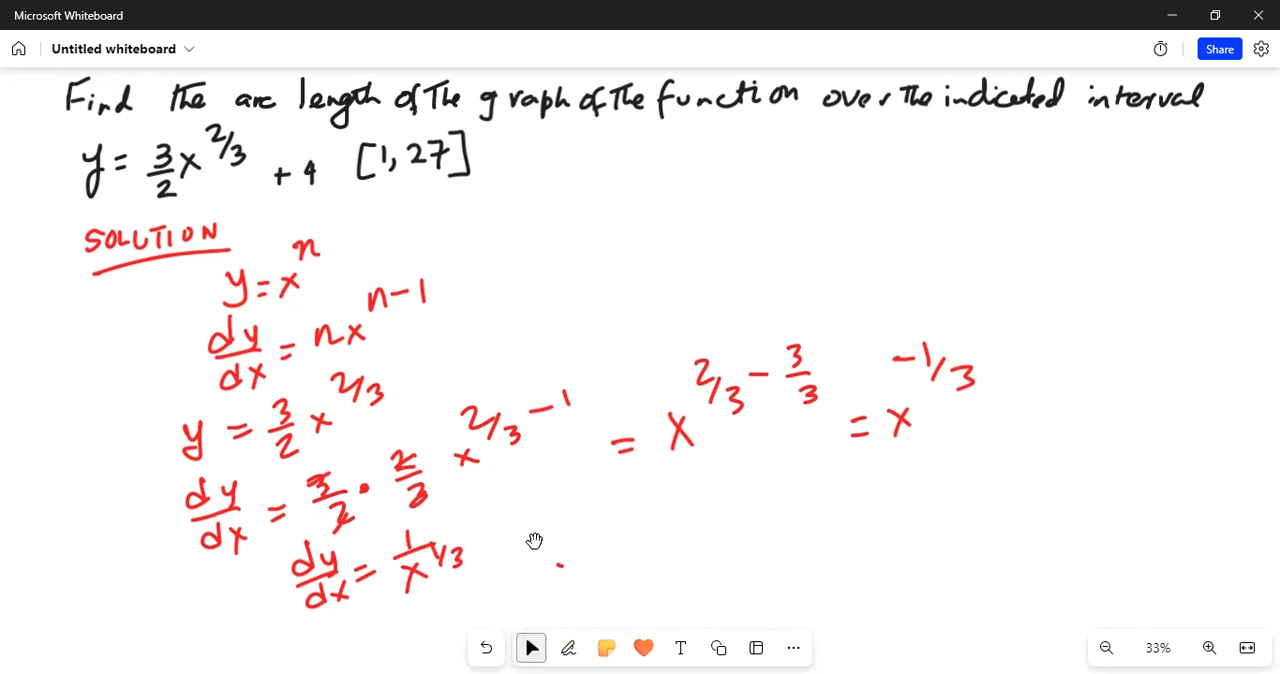 Microsoft Whiteboard
Untitled whiteboard
Share
Find the arc length of the graph of the function over the indicated interval
y = 3/2 x^2/3 + 4 [1, 27]
SOLUTION
y = x^n
dy/dx = nx^n-1
y = 3/2 x^2/3
dy/dx = 3/2 · 2/3 x^2/3 - 1 = x^2/3 - 3/3 = x^-1/3
dy/dx = 1/x^1/3
T
33%